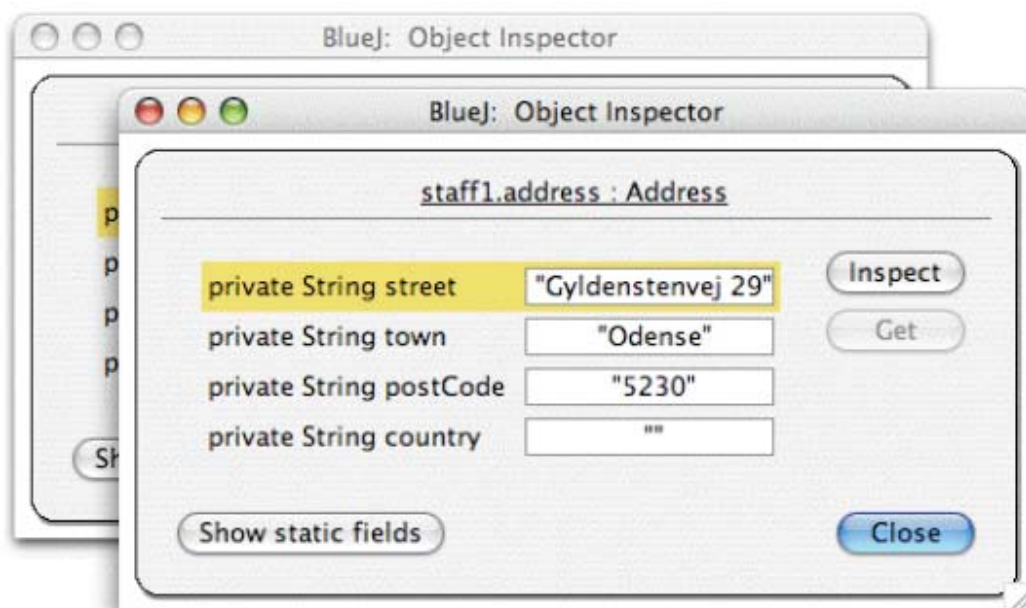 BlueJ: Object Inspector
BlueJ: Object Inspector
staff1.address : Address
private String street "Gyldenstenvej 29"
Inspect
private String town "Odense"
Get
private String postCode "5230"
private String country ""
Show static fields
Close
p
p
p
p
Sh